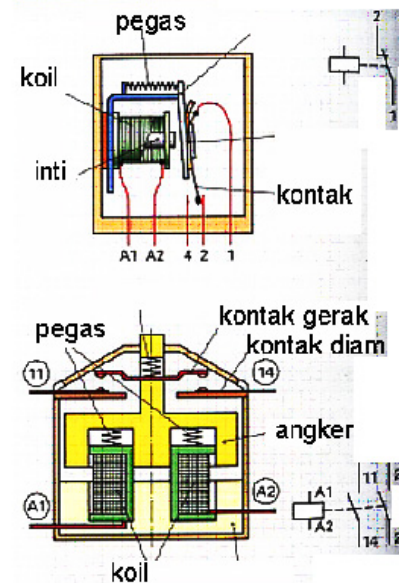 pegas
koil
inti
kontak
A1 A2 4 2 1
2
1
pegas
kontak gerak
kontak diam
11
14
angker
A1
A2
koil
A1
A2
11
14